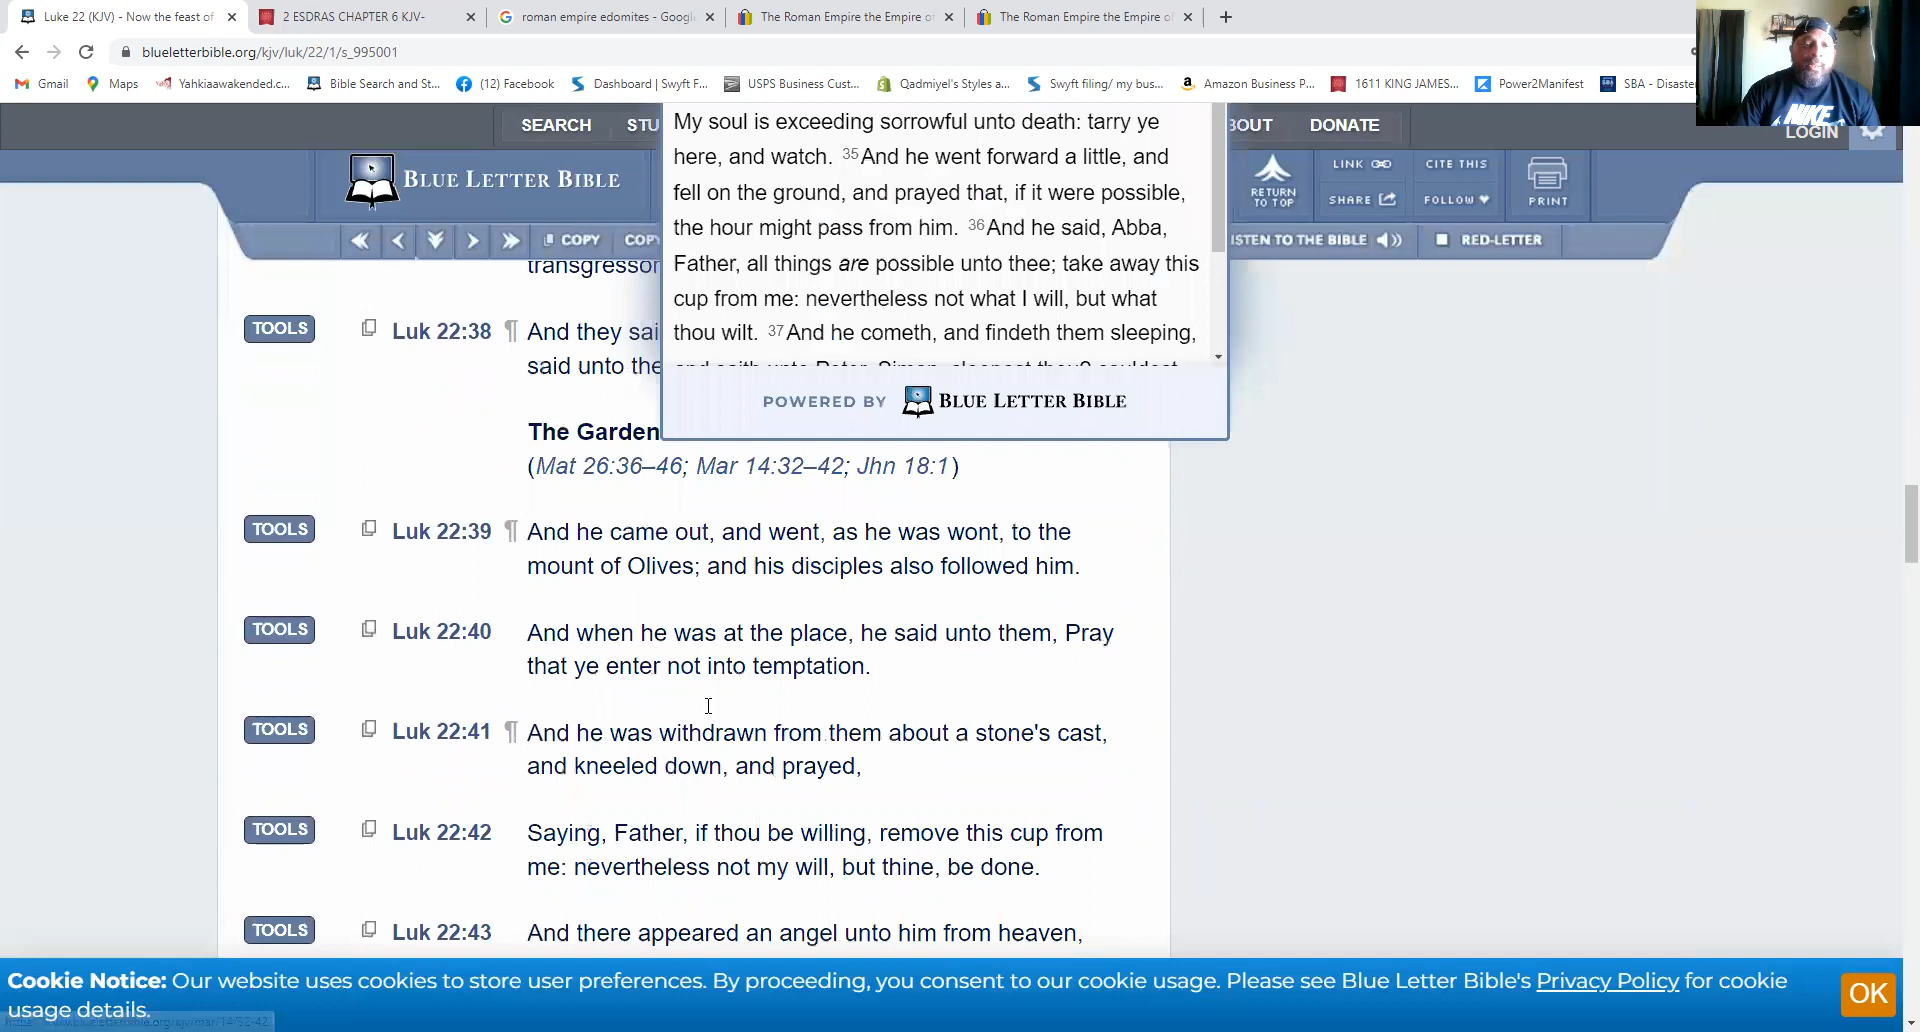 Luke 22 (KJV) - Now the feast of
2 ESDRAS CHAPTER 6 KJV-
roman empire edomites - Googl
The Roman Empire the Empire of
The Roman Empire the Empire of
blueletterbible.org/kjv/luk/22/1/s_995001
Gmail
Maps
Yahkiaawakended.c...
Bible Search and St...
(12) Facebook
Dashboard | Swyft F...
USPS Business Cust...
Qadmiyel's Styles a...
Swyft filing/ my bus...
Amazon Business P...
1611 KING JAMES...
Power2Manifest
SBA - Disaste
NIKE
SEARCH
STU
BOUT
DONATE
LOGIN
BLUE LETTER BIBLE
RETURN
TO TOP
LINK
CITE THIS
SHARE
FOLLOW
PRINT
COPY
COPY
ISTEN TO THE BIBLE
RED-LETTER
My soul is exceeding sorrowful unto death: tarry ye
here, and watch. 35And he went forward a little, and
fell on the ground, and prayed that, if it were possible,
the hour might pass from him. 36And he said, Abba,
Father, all things are possible unto thee; take away this
cup from me: nevertheless not what I will, but what
thou wilt. 37And he cometh, and findeth them sleeping,
and saith unto Peter, Simon, sleepest thou? couldest
POWERED BY BLUE LETTER BIBLE
transgressor
TOOLS Luk 22:38 ¶ And they sai
said unto the
The Garden
(Mat 26:36–46; Mar 14:32–42; Jhn 18:1)
TOOLS Luk 22:39 ¶ And he came out, and went, as he was wont, to the
mount of Olives; and his disciples also followed him.
TOOLS Luk 22:40 And when he was at the place, he said unto them, Pray
that ye enter not into temptation.
TOOLS Luk 22:41 ¶ And he was withdrawn from them about a stone's cast,
and kneeled down, and prayed,
TOOLS Luk 22:42 Saying, Father, if thou be willing, remove this cup from
me: nevertheless not my will, but thine, be done.
TOOLS Luk 22:43 And there appeared an angel unto him from heaven,
Cookie Notice: Our website uses cookies to store user preferences. By proceeding, you consent to our cookie usage. Please see Blue Letter Bible's Privacy Policy for cookie
usage details.
OK